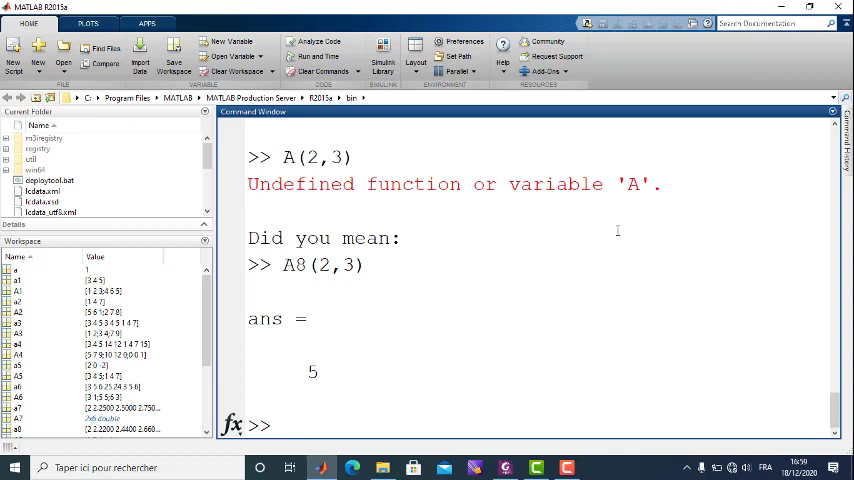 MATLAB R2015a
HOME
PLOTS
APPS
Search Documentation
New Script
New
Open
Find Files
Compare
Import Data
Save Workspace
New Variable
Open Variable
Clear Workspace
Analyze Code
Run and Time
Clear Commands
Simulink Library
Layout
Preferences
Set Path
Parallel
Help
Community
Request Support
Add-Ons
FILE
VARIABLE
CODE
SIMULINK
ENVIRONMENT
RESOURCES
C: Program Files MATLAB MATLAB Production Server R2015a bin
Current Folder
Name
m3iregistry
registry
util
win64
deploytool.bat
lcdata.xml
lcdata.xsd
lcdata_utf8.xml
Details
Workspace
Name Value
a 1
a1 [3 4 5]
A1 [1 2 3;4 6 5]
a2 [1 4 7]
A2 [5 6 1;2 7 8]
a3 [3 4 5 3 4 5 1 4 7]
A3 [1 2;3 4;7 9]
a4 [3 4 5 14 12 1 4 7 15]
A4 [5 7 9;10 12 0;0 0 1]
a5 [2 0 -2]
A5 [3 4 5;1 4 7]
a6 [3 5 6 25 24 3 5 6]
A6 [3 1;5 5;6 7]
a7 [2 2.2500 2.5000 2.750...
A7 2x6 double
a8 [2 2.2200 2.4400 2.660...
Command Window
>> A(2,3)
Undefined function or variable 'A'.
Did you mean:
>> A8(2,3)
ans =
5
fx >>
Command History
Taper ici pour rechercher
FRA
16:59
18/12/2020